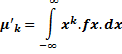 μ′ₖ = ∫_{−∞}^{∞} xᵏ.fx.dx